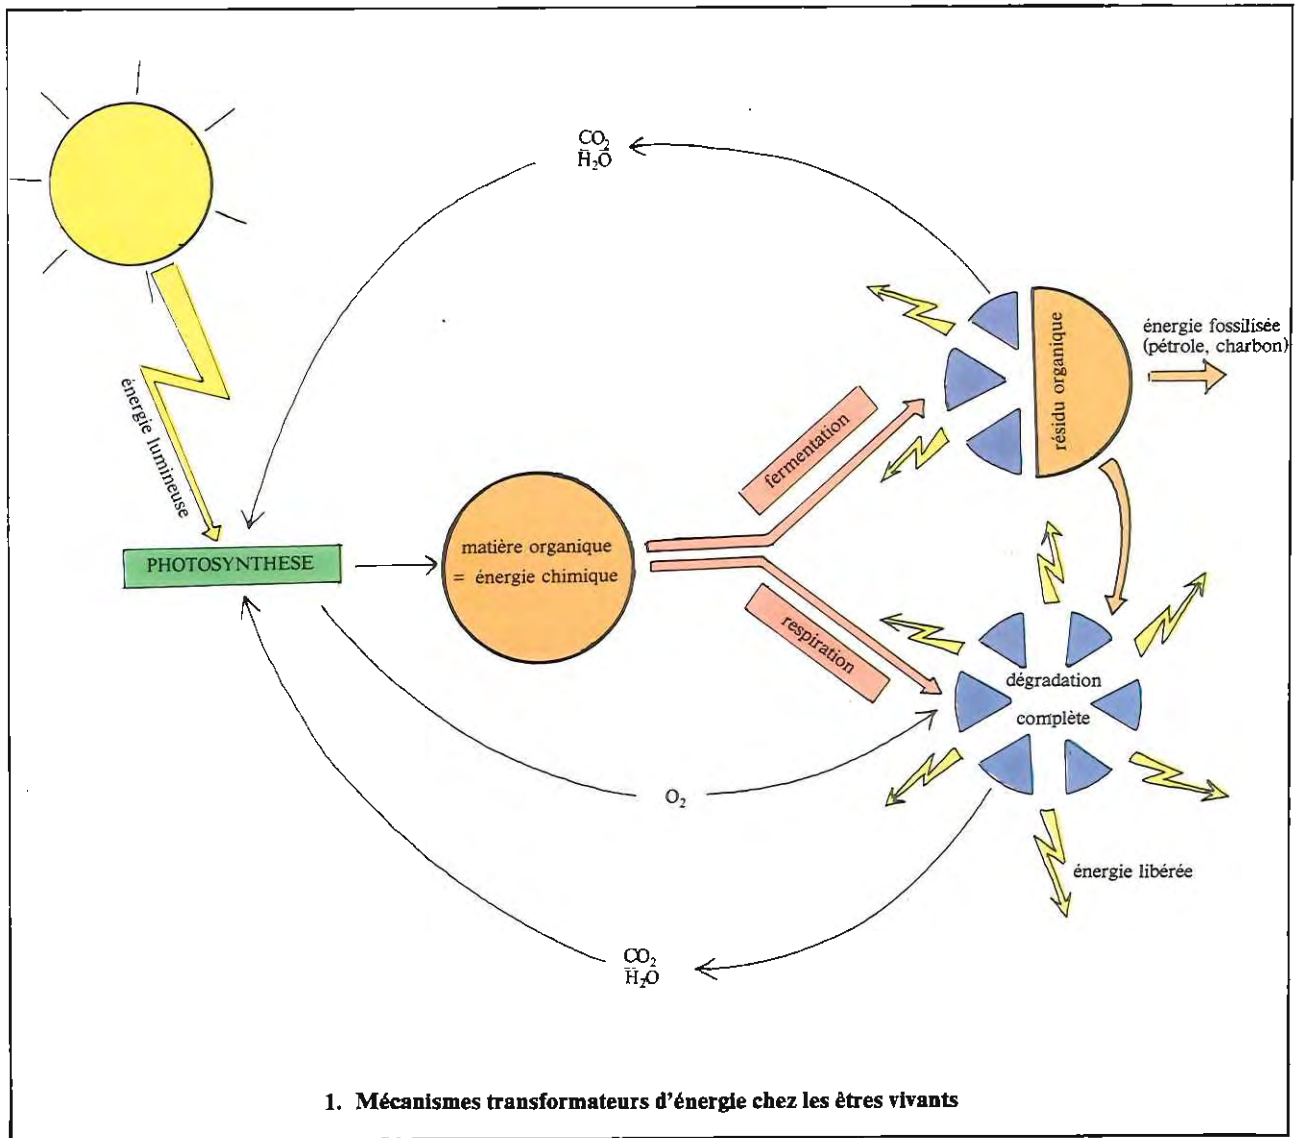 CO₂
H₂O
énergie lumineuse
PHOTOSYNTHESE
matière organique
= énergie chimique
fermentation
respiration
résidu organique
énergie fossilisée
(pétrole, charbon)
dégradation
complète
O₂
énergie libérée
CO₂
H₂O
1. Mécanismes transformateurs d'énergie chez les êtres vivants